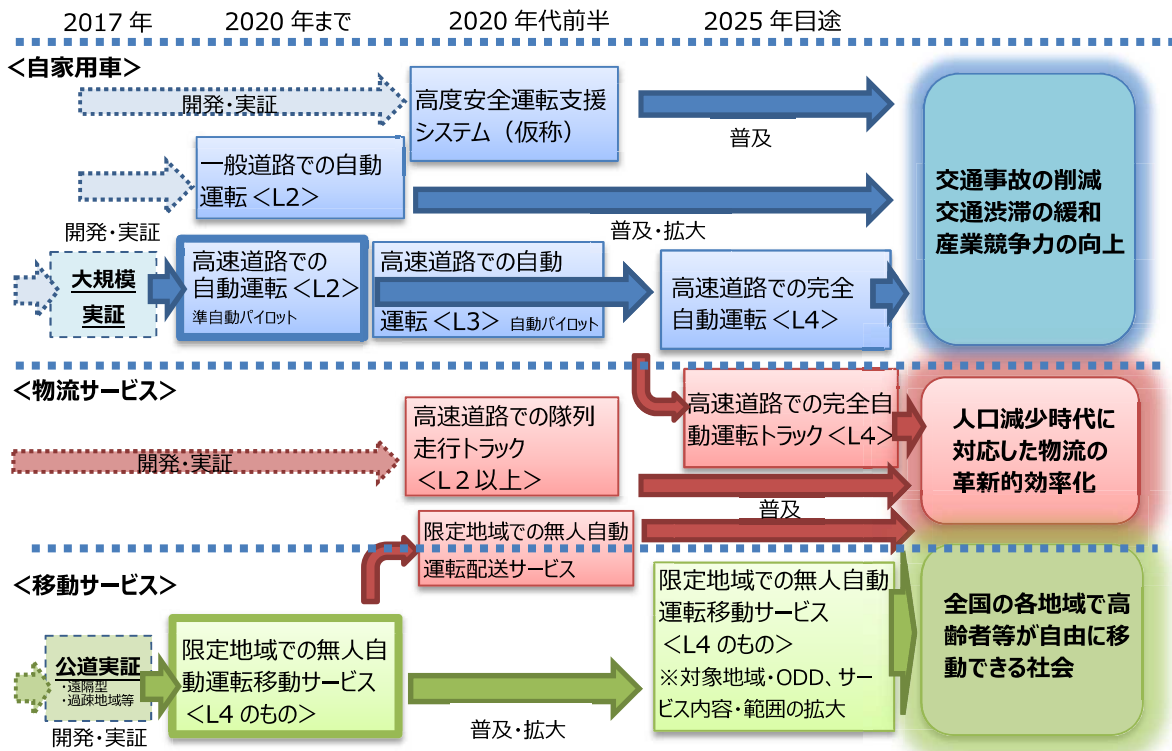 2017 年
2020 年まで
2020 年代前半
2025 年目途
＜自家用車＞
開発・実証
高度安全運転支援
システム（仮称）
普及
一般道路での自動
運転＜L2＞
開発・実証
普及・拡大
大規模
実証
高速道路での
自動運転＜L2＞
準自動パイロット
高速道路での自動
運転＜L3＞ 自動パイロット
高速道路での完全
自動運転＜L4＞
交通事故の削減
交通渋滞の緩和
産業競争力の向上
＜物流サービス＞
開発・実証
高速道路での隊列
走行トラック
＜L２以上＞
高速道路での完全自
動運転トラック＜L4＞
普及
限定地域での無人自動
運転配送サービス
人口減少時代に
対応した物流の
革新的効率化
＜移動サービス＞
公道実証
・遠隔型
・過疎地域等
開発・実証
限定地域での無人自
動運転移動サービス
＜L4 のもの＞
普及・拡大
限定地域での無人自動
運転移動サービス
＜L4 のもの＞
※対象地域・ODD、サー
ビス内容・範囲の拡大
全国の各地域で高
齢者等が自由に移
動できる社会